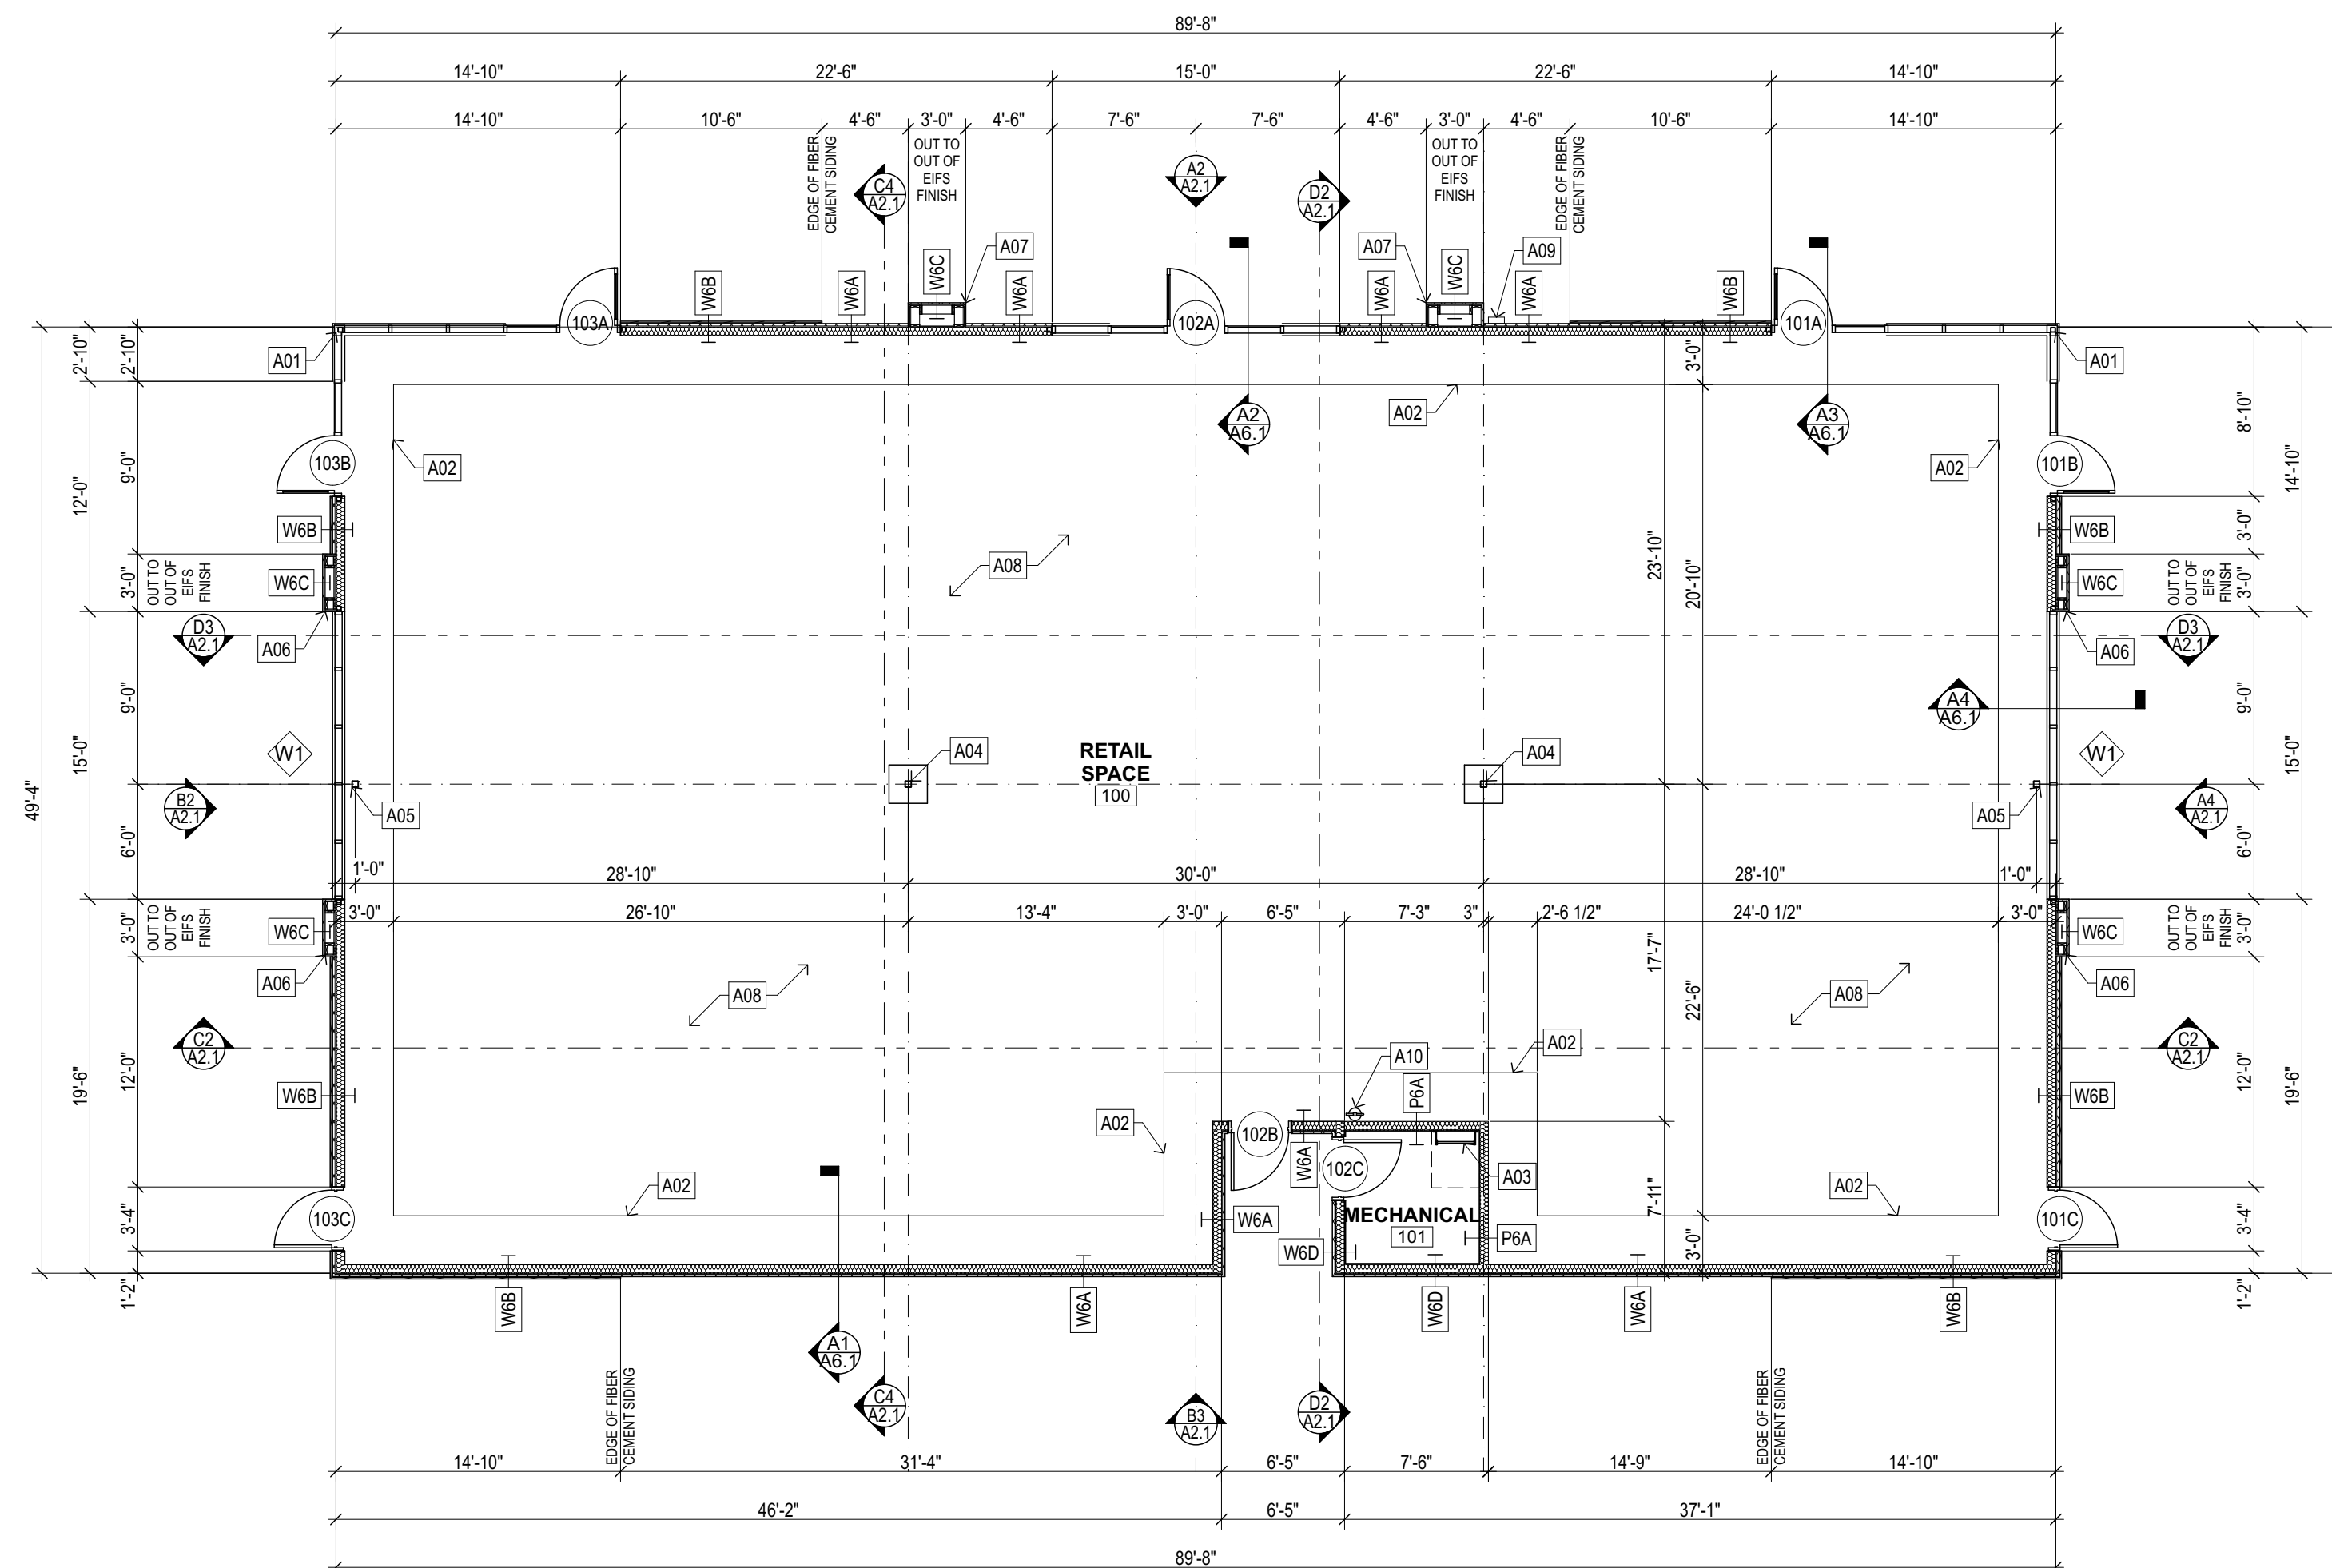 89'-8"
14'-10" 22'-6" 15'-0" 22'-6" 14'-10"
14'-10" 10'-6" 4'-6" 3'-0" 4'-6" 7'-6" 7'-6" 4'-6" 3'-0" 4'-6" 10'-6" 14'-10"
EDGE OF FIBER
CEMENT SIDING
OUT TO
OUT OF
EIFS
FINISH
OUT TO
OUT OF
EIFS
FINISH
EDGE OF FIBER
CEMENT SIDING
C4
A2.1
A2
A2.1
D2
A2.1
W6B W6A W6C A07 W6A W6A A07 W6C A09 W6A W6B
103A 102A 101A
A01 A01
2'-10" 2'-10" 3'-0"
A02
A2
A6.1
A3
A6.1
8'-10"
103B A02 A02 101B
9'-0" 12'-0" 14'-10"
W6B W6B
3'-0"
A08
23'-10" 20'-10"
3'-0"
OUT TO
OUT OF
EIFS
FINISH
W6C W6C
OUT TO
OUT OF
EIFS
FINISH
3'-0"
D3
A2.1
A06 A06
D3
A2.1
9'-0" 9'-0"
A4
A6.1
W1 W1
15'-0" 15'-0"
49'-4"
A04 A04
RETAIL
SPACE
100
B2
A2.1
A05 A05
A4
A2.1
6'-0" 6'-0"
1'-0" 28'-10" 30'-0" 28'-10" 1'-0"
3'-0" 26'-10" 13'-4" 3'-0" 6'-5" 7'-3" 3" 2'-6 1/2" 24'-0 1/2" 3'-0"
3'-0"
OUT TO
OUT OF
EIFS
FINISH
W6C W6C
OUT TO
OUT OF
EIFS
FINISH
3'-0"
17'-7" 22'-6"
A06 A08 A08 A06
C2
A2.1
C2
A2.1
A02
A10
P6A
12'-0" 19'-6" 12'-0" 19'-6"
W6B W6B
A02
102B W6A 102C A03
A02 A02
7'-11"
103C 101C
3'-4" 3'-4"
MECHANICAL
101
W6A W6D P6A
3'-0"
1'-2" 1'-2"
W6B W6A W6D W6A W6B
A1
A6.1
C4
A2.1
B3
A2.1
D2
A2.1
EDGE OF FIBER
CEMENT SIDING
EDGE OF FIBER
CEMENT SIDING
14'-10" 31'-4" 6'-5" 7'-6" 14'-9" 14'-10"
46'-2" 6'-5" 37'-1"
89'-8"